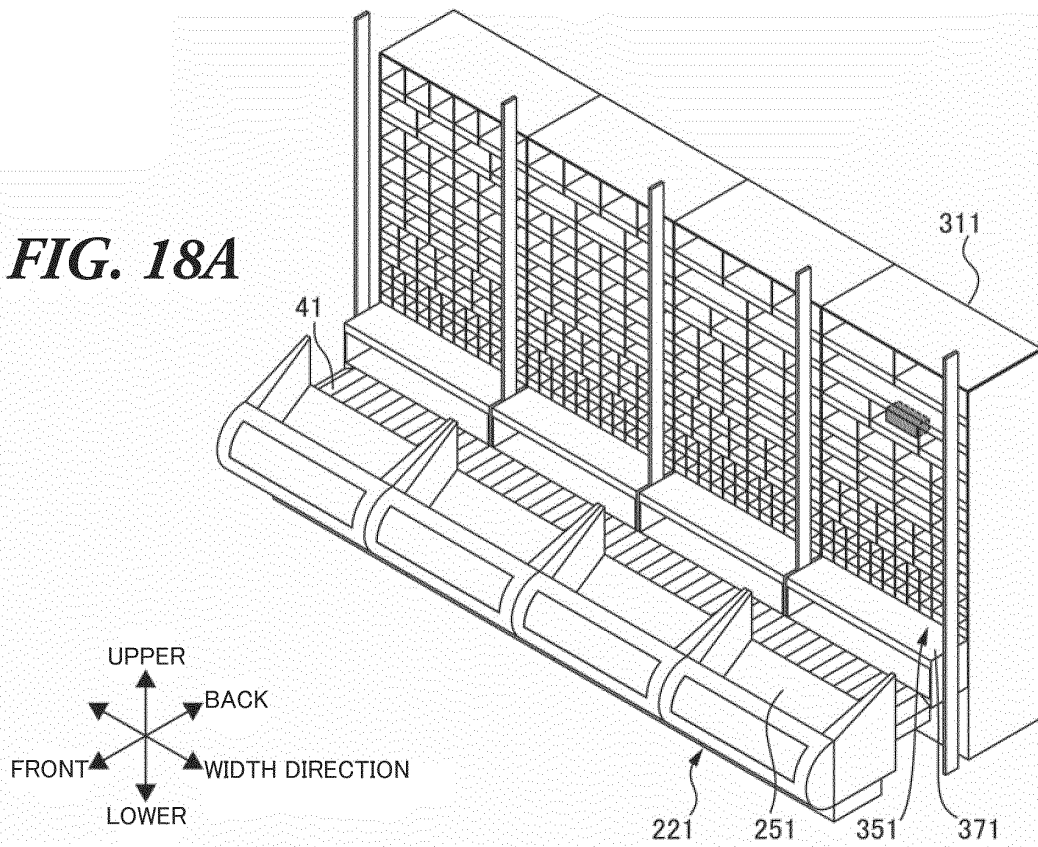 311
FIG. 18A
41
UPPER
BACK
FRONT
WIDTH DIRECTION
LOWER
221
251
351
371